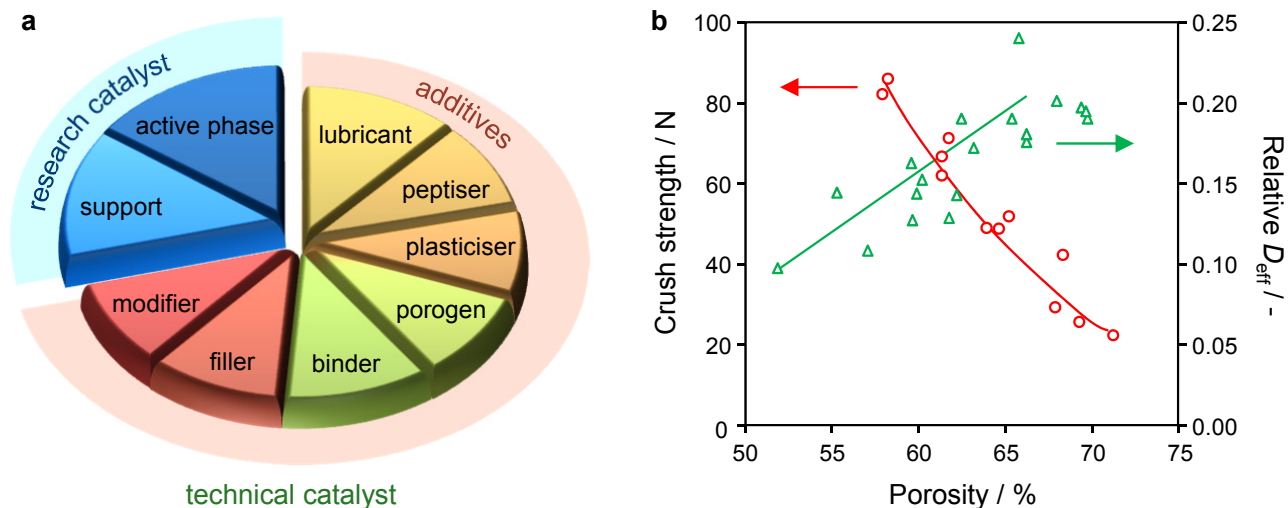 a
research catalyst
active phase
support
additives
lubricant
peptiser
plasticiser
porogen
binder
filler
modifier
technical catalyst
b
Crush strength / N
100
80
60
40
20
0
0.25
0.20
0.15
0.10
0.05
0.00
Relative Deff / -
50 55 60 65 70 75
Porosity / %